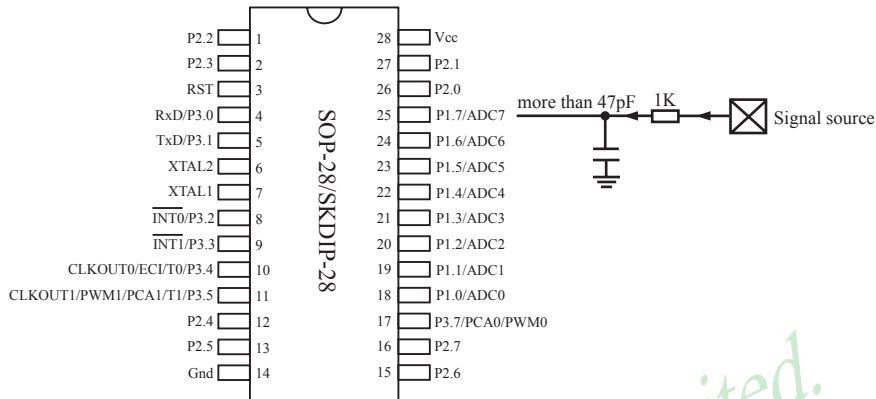 P2.2 1 28 Vcc
P2.3 2 27 P2.1
RST 3 26 P2.0
RxD/P3.0 4 25 P1.7/ADC7 more than 47pF 1K
Signal source
TxD/P3.1 5 24 P1.6/ADC6
XTAL2 6 23 P1.5/ADC5
XTAL1 7 22 P1.4/ADC4
INT0/P3.2 8 21 P1.3/ADC3
INT1/P3.3 9 20 P1.2/ADC2
CLKOUT0/ECI/T0/P3.4 10 19 P1.1/ADC1
CLKOUT1/PWM1/PCA1/T1/P3.5 11 18 P1.0/ADC0
P2.4 12 17 P3.7/PCA0/PWM0
P2.5 13 16 P2.7
Gnd 14 15 P2.6
SOP-28/SKDIP-28